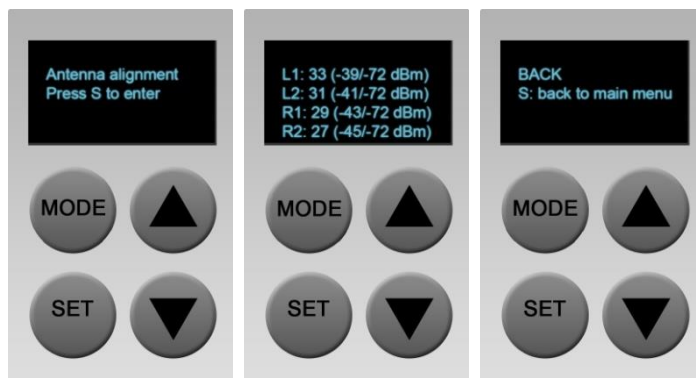 Antenna alignment
Press S to enter
MODE
SET
L1: 33 (-39/-72 dBm)
L2: 31 (-41/-72 dBm)
R1: 29 (-43/-72 dBm)
R2: 27 (-45/-72 dBm)
MODE
SET
BACK
S: back to main menu
MODE
SET